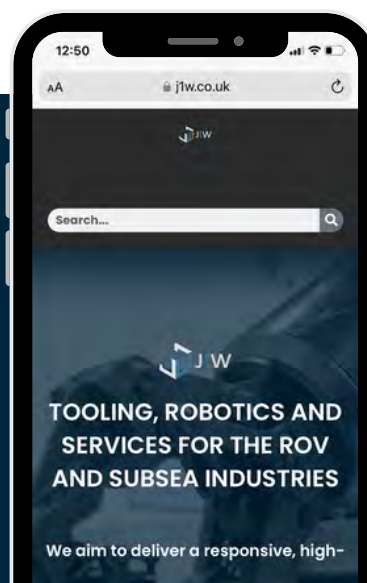 12:50
AA
j1w.co.uk
J1W
Search...
J1W
TOOLING, ROBOTICS AND
SERVICES FOR THE ROV
AND SUBSEA INDUSTRIES
We aim to deliver a responsive, high-